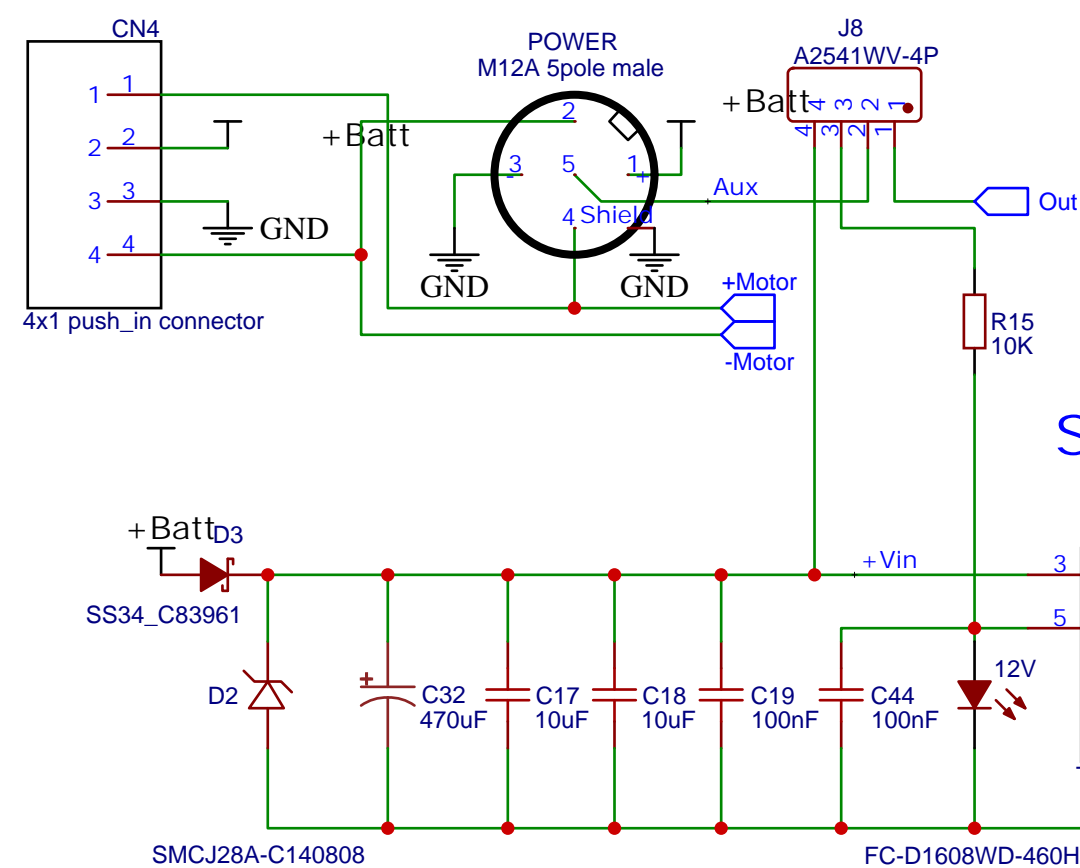 CN4
1 1
2 2
3 3
4 4
4x1 push_in connector
GND
+Batt
POWER
M12A 5pole male
2
3 5 1
- +
4 Shield
GND
GND
+Motor
-Motor
J8
A2541WV-4P
+Batt
4 3 2 1
4 3 2 1
Aux
Out
R15
10K
S
+Batt
D3
SS34_C83961
+Vin
3
5
D2
+
C32
470uF
C17
10uF
C18
10uF
C19
100nF
C44
100nF
12V
SMCJ28A-C140808
FC-D1608WD-460H